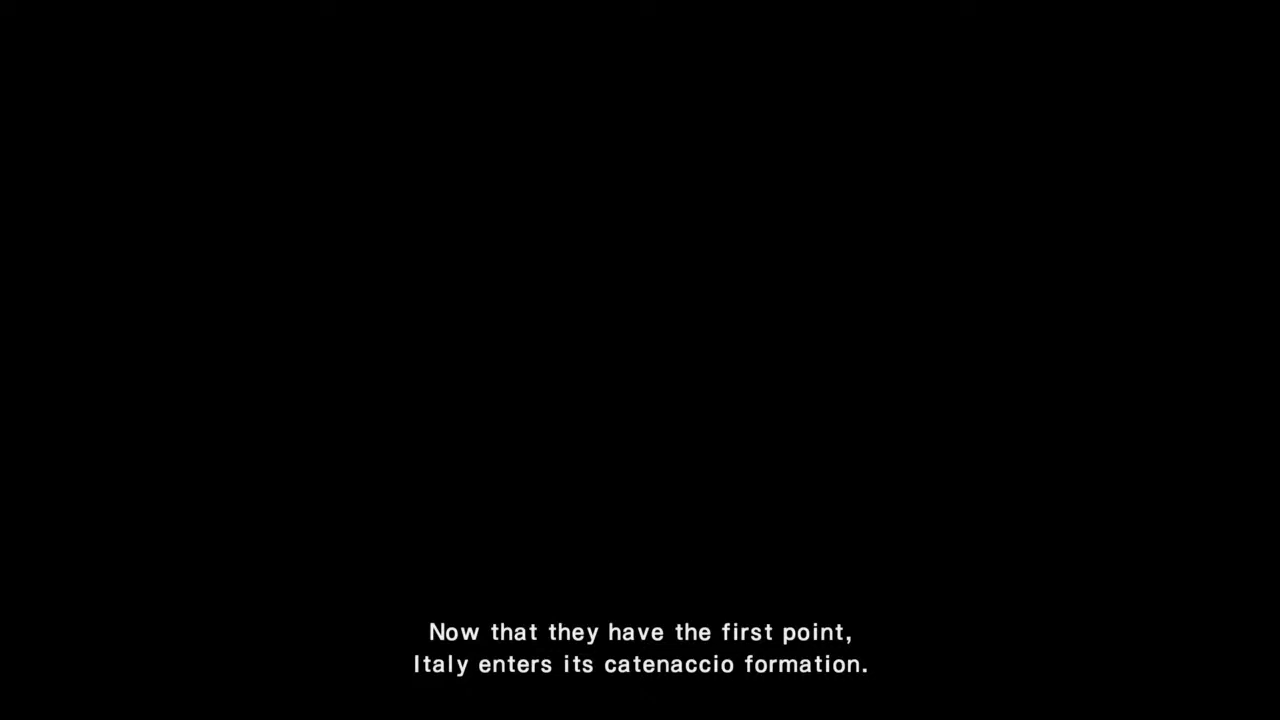 Now that they have the first point,
Italy enters its catenaccio formation.